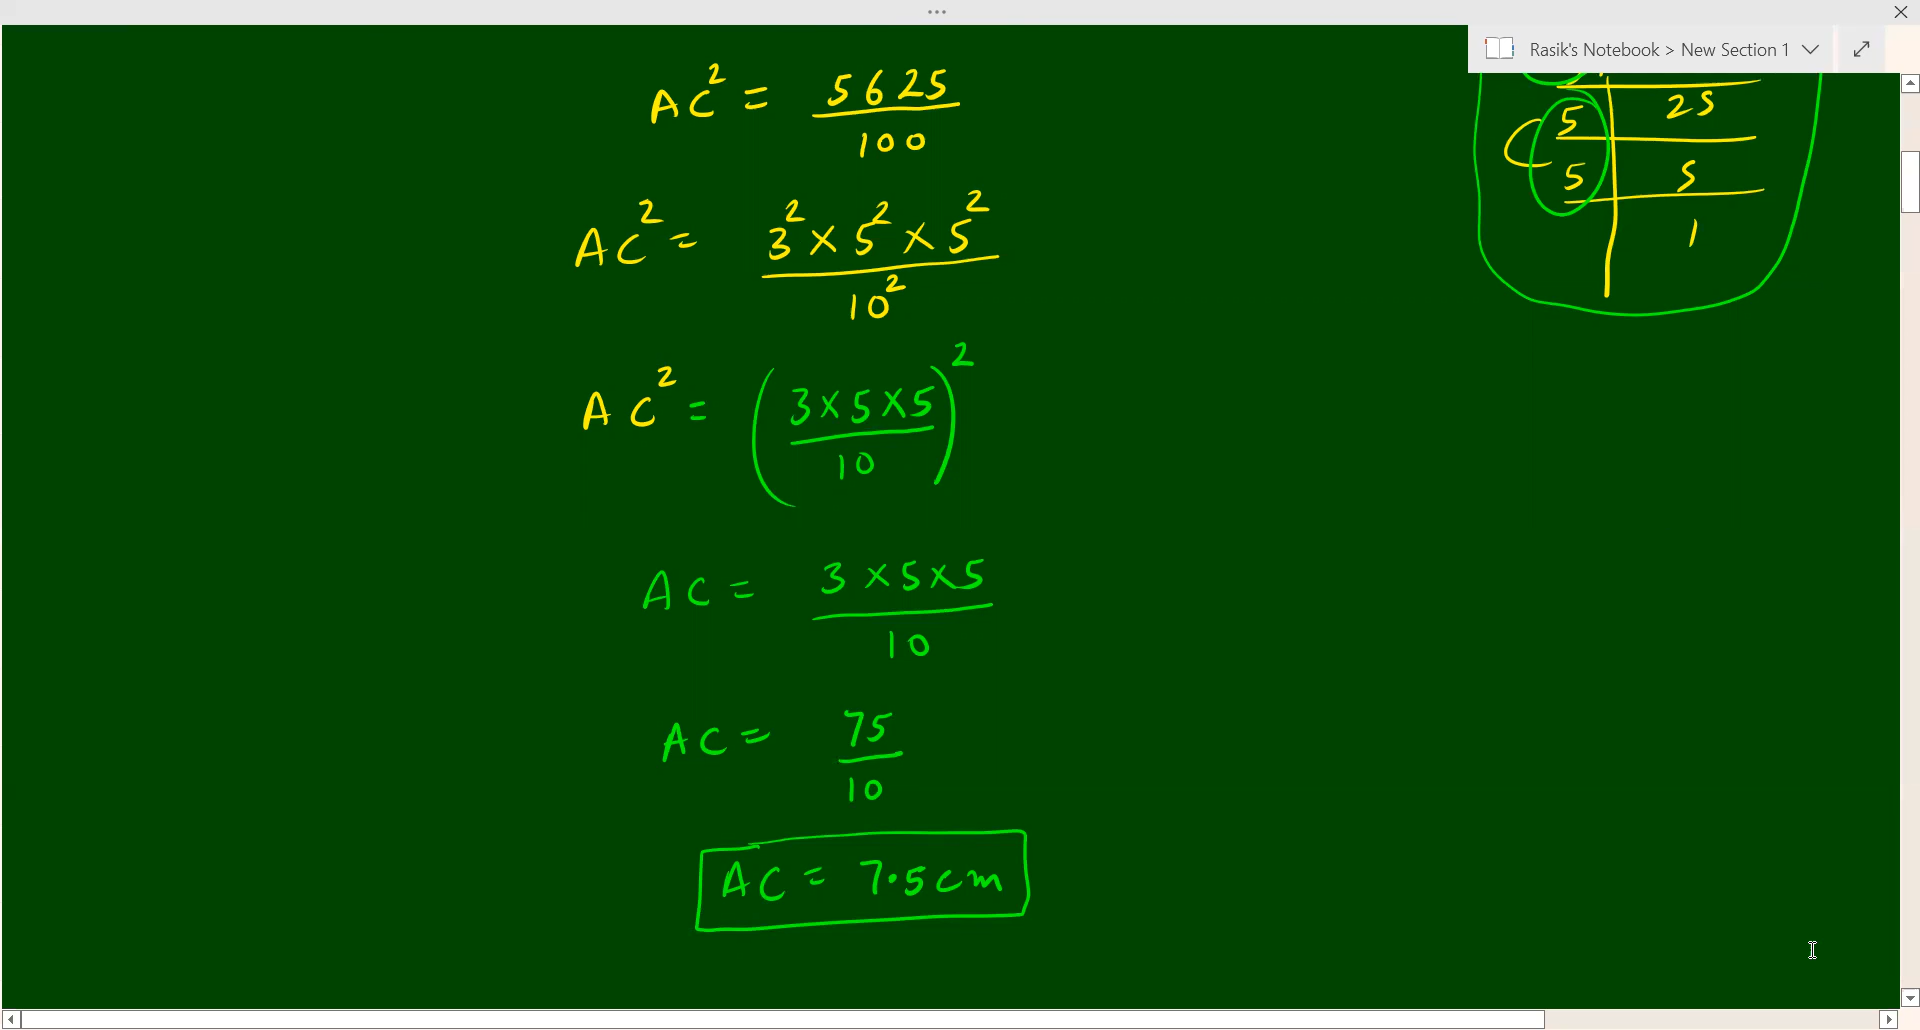 Rasik's Notebook > New Section 1
AC² = 5625/100
AC² = 3² × 5² × 5²/10²
AC² = (3×5×5/10)²
AC = 3×5×5/10
AC = 75/10
AC = 7.5cm
5 | 25
5 | 5
1